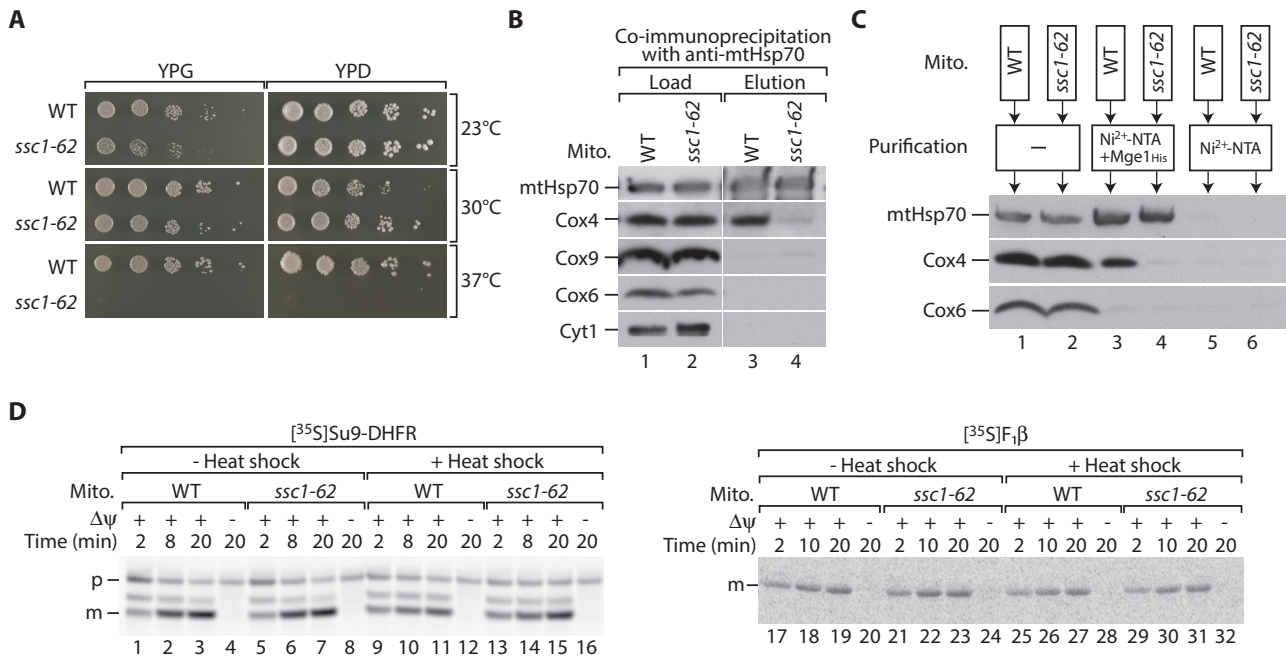 A
YPG YPD
WT
ssc1-62
23°C
WT
ssc1-62
30°C
WT
ssc1-62
37°C
B
Co-immunoprecipitation
with anti-mtHsp70
Load Elution
Mito. WT ssc1-62 WT ssc1-62
mtHsp70
Cox4
Cox9
Cox6
Cyt1
1 2 3 4
C
Mito. WT ssc1-62 WT ssc1-62 WT ssc1-62
Purification – Ni²⁺-NTA +Mge1His Ni²⁺-NTA
mtHsp70
Cox4
Cox6
1 2 3 4 5 6
D
[³⁵S]Su9-DHFR
- Heat shock + Heat shock
Mito. WT ssc1-62 WT ssc1-62
Δψ + + + - + + + - + + + - + + + -
Time (min) 2 8 20 20 2 8 20 20 2 8 20 20 2 8 20 20
p
m
1 2 3 4 5 6 7 8 9 10 11 12 13 14 15 16
[³⁵S]F₁β
- Heat shock + Heat shock
Mito. WT ssc1-62 WT ssc1-62
Δψ + + + - + + + - + + + - + + + -
Time (min) 2 10 20 20 2 10 20 20 2 10 20 20 2 10 20 20
m
17 18 19 20 21 22 23 24 25 26 27 28 29 30 31 32